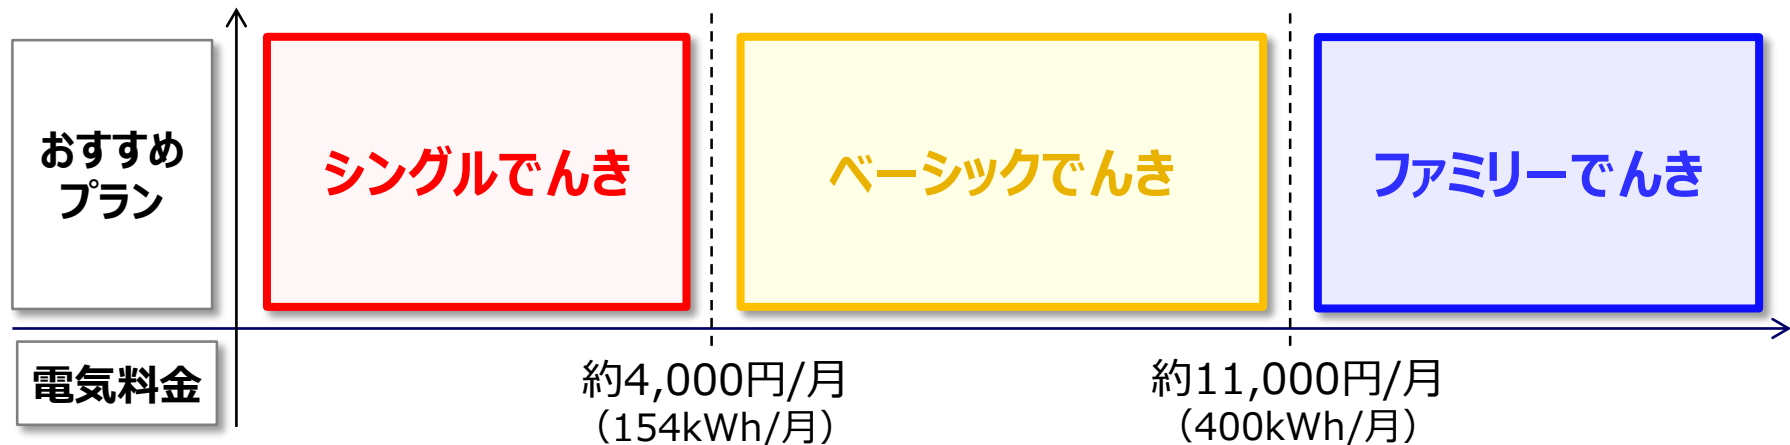 おすすめ
プラン
シングルでんき
ベーシックでんき
ファミリーでんき
電気料金
約4,000円/月
（154kWh/月）
約11,000円/月
（400kWh/月）